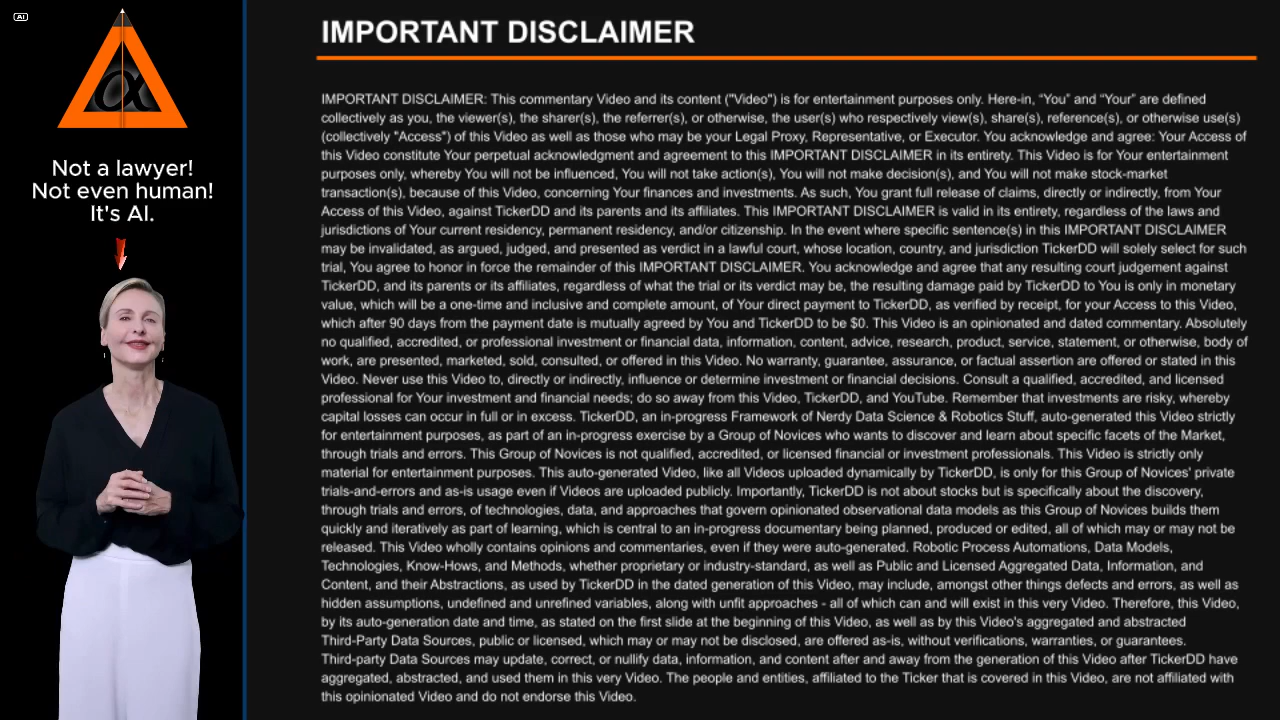 AI
α
Not a lawyer!
Not even human!
It's AI.
IMPORTANT DISCLAIMER
IMPORTANT DISCLAIMER: This commentary Video and its content ("Video") is for entertainment purposes only. Here-in, “You” and “Your” are defined
collectively as you, the viewer(s), the sharer(s), the referrer(s), or otherwise, the user(s) who respectively view(s), share(s), reference(s), or otherwise use(s)
(collectively "Access") of this Video as well as those who may be your Legal Proxy, Representative, or Executor. You acknowledge and agree: Your Access of
this Video constitute Your perpetual acknowledgment and agreement to this IMPORTANT DISCLAIMER in its entirety. This Video is for Your entertainment
purposes only, whereby You will not be influenced, You will not take action(s), You will not make decision(s), and You will not make stock-market
transaction(s), because of this Video, concerning Your finances and investments. As such, You grant full release of claims, directly or indirectly, from Your
Access of this Video, against TickerDD and its parents and its affiliates. This IMPORTANT DISCLAIMER is valid in its entirety, regardless of the laws and
jurisdictions of Your current residency, permanent residency, and/or citizenship. In the event where specific sentence(s) in this IMPORTANT DISCLAIMER
may be invalidated, as argued, judged, and presented as verdict in a lawful court, whose location, country, and jurisdiction TickerDD will solely select for such
trial, You agree to honor in force the remainder of this IMPORTANT DISCLAIMER. You acknowledge and agree that any resulting court judgement against
TickerDD, and its parents or its affiliates, regardless of what the trial or its verdict may be, the resulting damage paid by TickerDD to You is only in monetary
value, which will be a one-time and inclusive and complete amount, of Your direct payment to TickerDD, as verified by receipt, for your Access to this Video,
which after 90 days from the payment date is mutually agreed by You and TickerDD to be $0. This Video is an opinionated and dated commentary. Absolutely
no qualified, accredited, or professional investment or financial data, information, content, advice, research, product, service, statement, or otherwise, body of
work, are presented, marketed, sold, consulted, or offered in this Video. No warranty, guarantee, assurance, or factual assertion are offered or stated in this
Video. Never use this Video to, directly or indirectly, influence or determine investment or financial decisions. Consult a qualified, accredited, and licensed
professional for Your investment and financial needs; do so away from this Video, TickerDD, and YouTube. Remember that investments are risky, whereby
capital losses can occur in full or in excess. TickerDD, an in-progress Framework of Nerdy Data Science & Robotics Stuff, auto-generated this Video strictly
for entertainment purposes, as part of an in-progress exercise by a Group of Novices who wants to discover and learn about specific facets of the Market,
through trials and errors. This Group of Novices is not qualified, accredited, or licensed financial or investment professionals. This Video is strictly only
material for entertainment purposes. This auto-generated Video, like all Videos uploaded dynamically by TickerDD, is only for this Group of Novices' private
trials-and-errors and as-is usage even if Videos are uploaded publicly. Importantly, TickerDD is not about stocks but is specifically about the discovery,
through trials and errors, of technologies, data, and approaches that govern opinionated observational data models as this Group of Novices builds them
quickly and iteratively as part of learning, which is central to an in-progress documentary being planned, produced or edited, all of which may or may not be
released. This Video wholly contains opinions and commentaries, even if they were auto-generated. Robotic Process Automations, Data Models,
Technologies, Know-Hows, and Methods, whether proprietary or industry-standard, as well as Public and Licensed Aggregated Data, Information, and
Content, and their Abstractions, as used by TickerDD in the dated generation of this Video, may include, amongst other things defects and errors, as well as
hidden assumptions, undefined and unrefined variables, along with unfit approaches - all of which can and will exist in this very Video. Therefore, this Video,
by its auto-generation date and time, as stated on the first slide at the beginning of this Video, as well as by this Video's aggregated and abstracted
Third-Party Data Sources, public or licensed, which may or may not be disclosed, are offered as-is, without verifications, warranties, or guarantees.
Third-party Data Sources may update, correct, or nullify data, information, and content after and away from the generation of this Video after TickerDD have
aggregated, abstracted, and used them in this very Video. The people and entities, affiliated to the Ticker that is covered in this Video, are not affiliated with
this opinionated Video and do not endorse this Video.